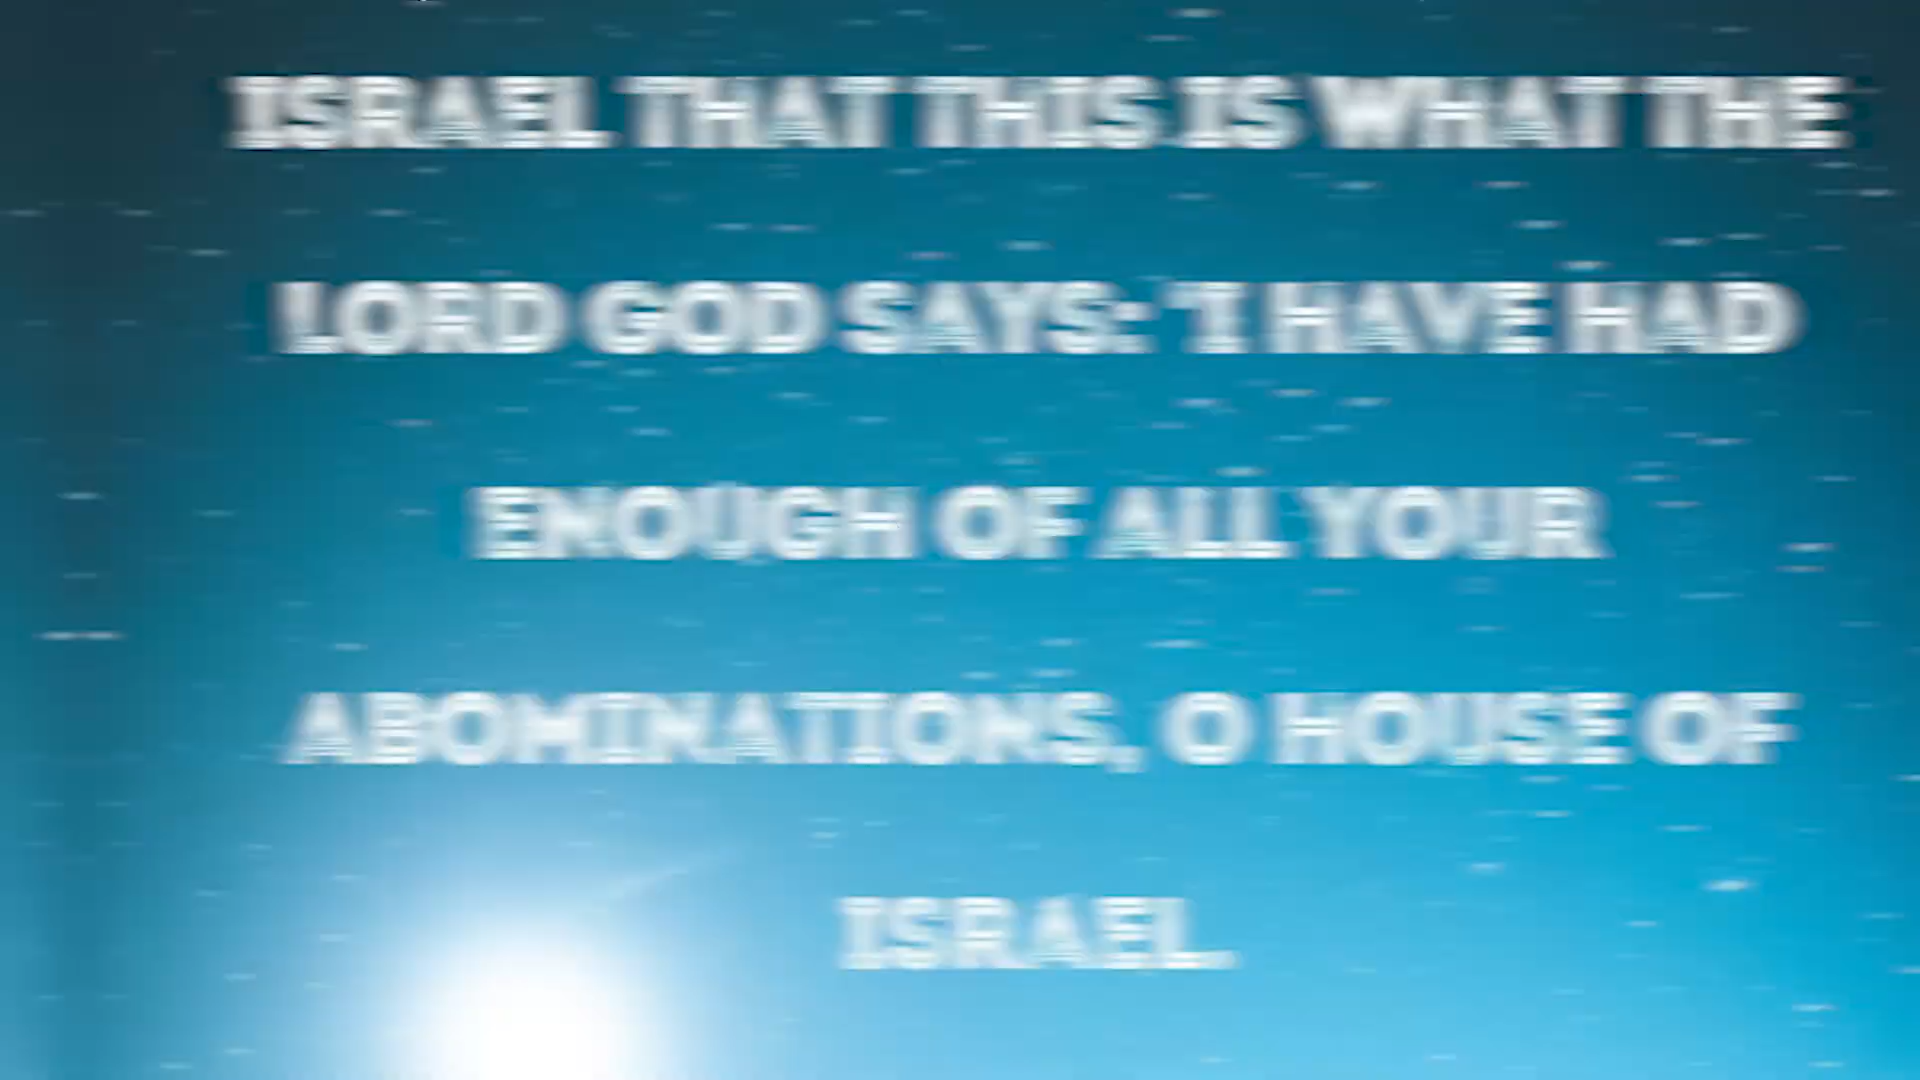 ISRAEL THAT THIS IS WHAT THE
LORD GOD SAYS: 'I HAVE HAD
ENOUGH OF ALL YOUR
ABOMINATIONS, O HOUSE OF
ISRAEL.